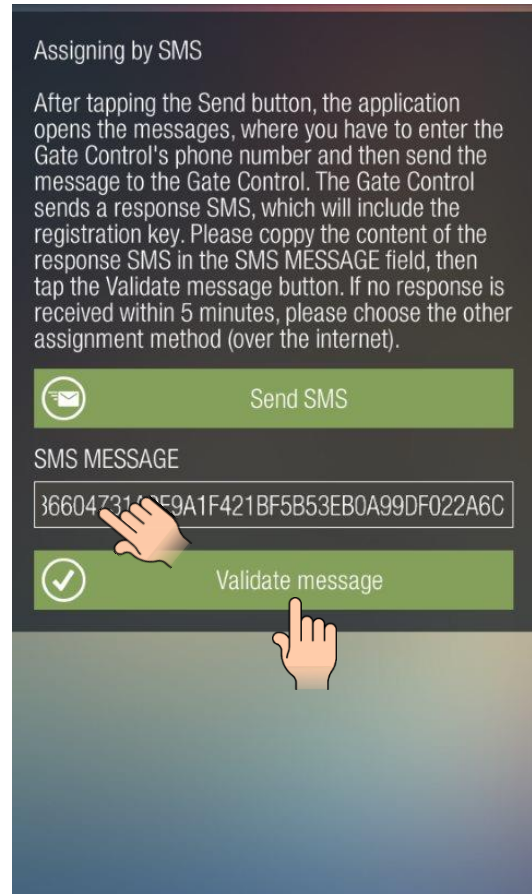 Assigning by SMS
After tapping the Send button, the application
opens the messages, where you have to enter the
Gate Control's phone number and then send the
message to the Gate Control. The Gate Control
sends a response SMS, which will include the
registration key. Please coppy the content of the
response SMS in the SMS MESSAGE field, then
tap the Validate message button. If no response is
received within 5 minutes, please choose the other
assignment method (over the internet).
Send SMS
SMS MESSAGE
Validate message